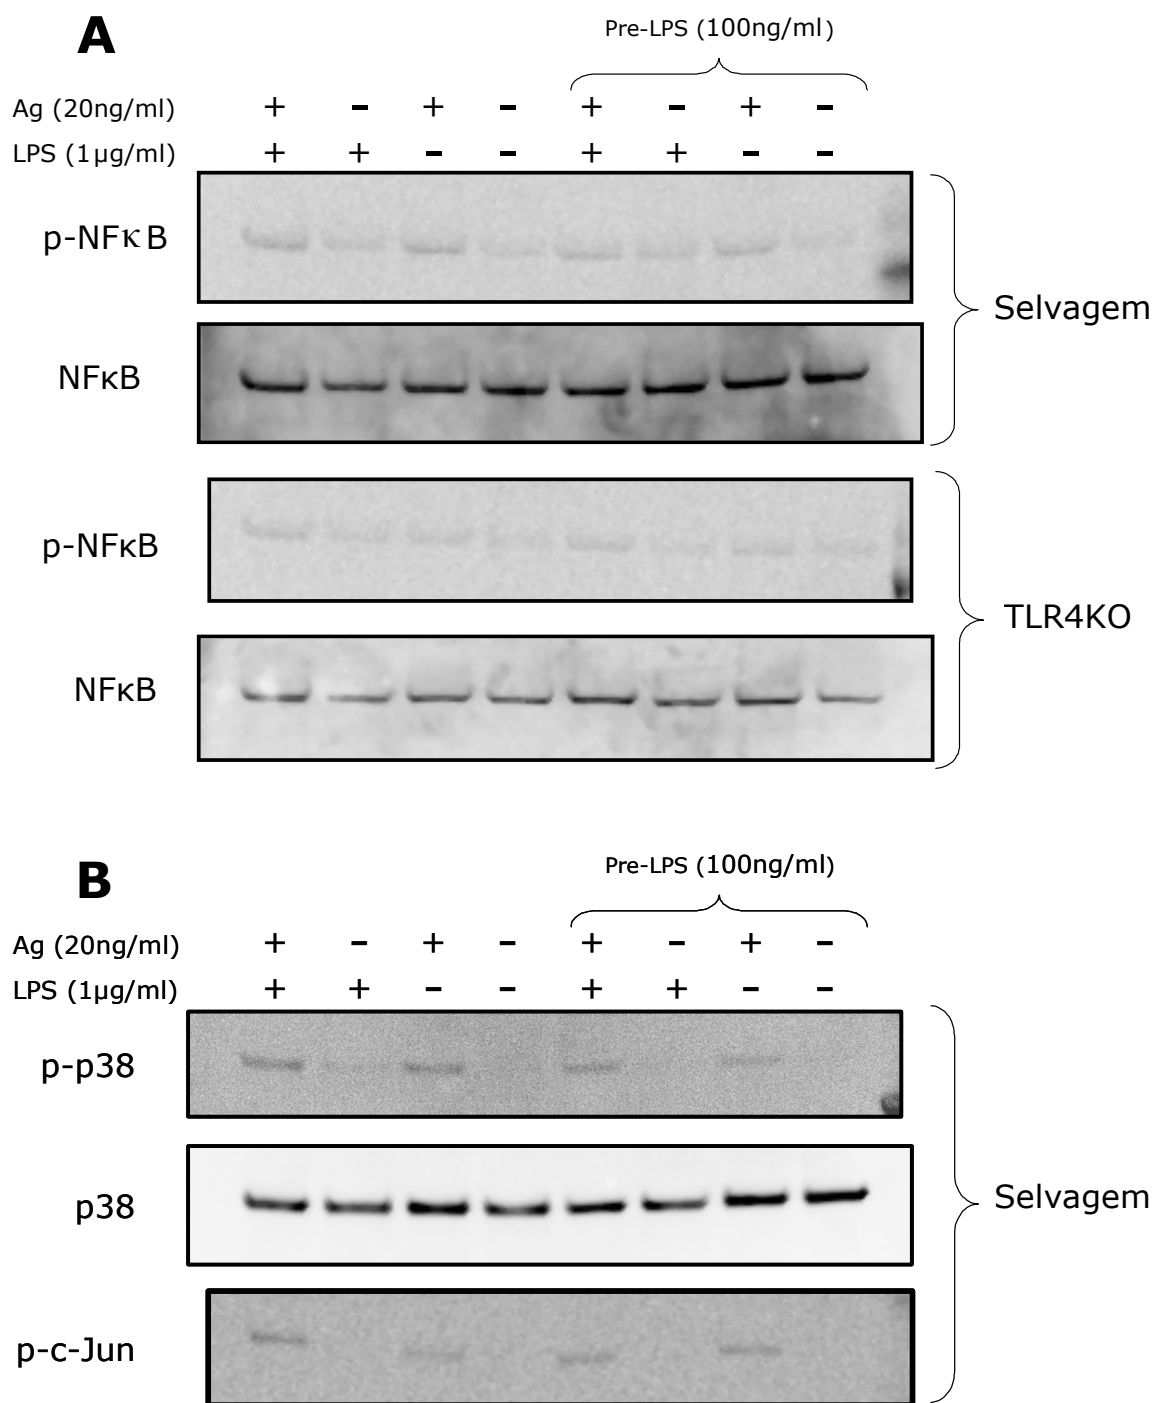 A
Pre-LPS (100ng/ml)
Ag (20ng/ml) + - + - + - + -
LPS (1µg/ml) + + - - + + - -
p-NFκB
Selvagem
NFκB
p-NFκB
TLR4KO
NFκB
B
Pre-LPS (100ng/ml)
Ag (20ng/ml) + - + - + - + -
LPS (1µg/ml) + + - - + + - -
p-p38
p38
Selvagem
p-c-Jun